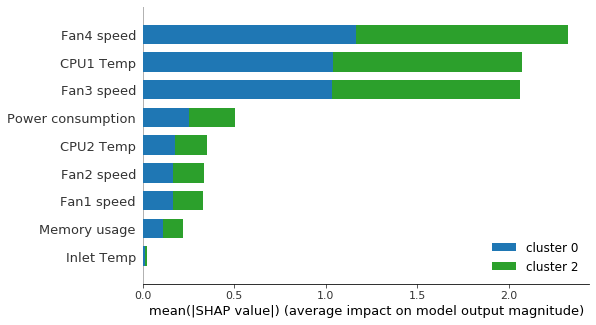 Fan4 speed
CPU1 Temp
Fan3 speed
Power consumption
CPU2 Temp
Fan2 speed
Fan1 speed
Memory usage
Inlet Temp
cluster 0
cluster 2
0.0 0.5 1.0 1.5 2.0
mean(|SHAP value|) (average impact on model output magnitude)